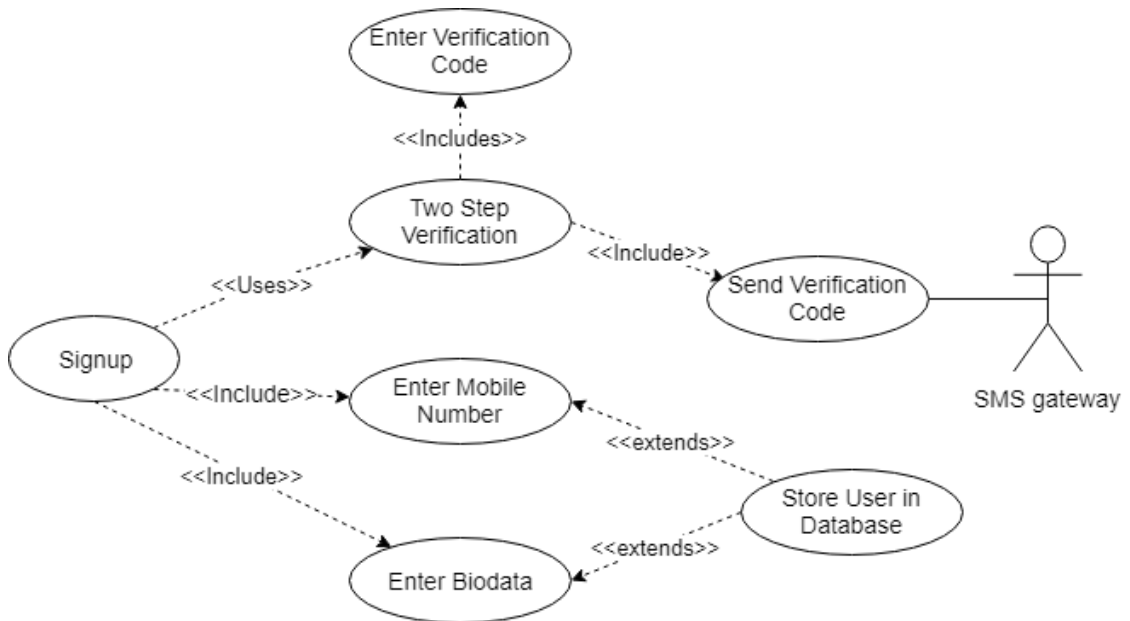 Enter Verification
Code
<<Includes>>
Two Step
Verification
<<Include>>
<<Uses>>
Send Verification
Code
Signup
Enter Mobile
Number
<<Include>>
SMS gateway
<<extends>>
<<Include>>
Store User in
Database
<<extends>>
Enter Biodata